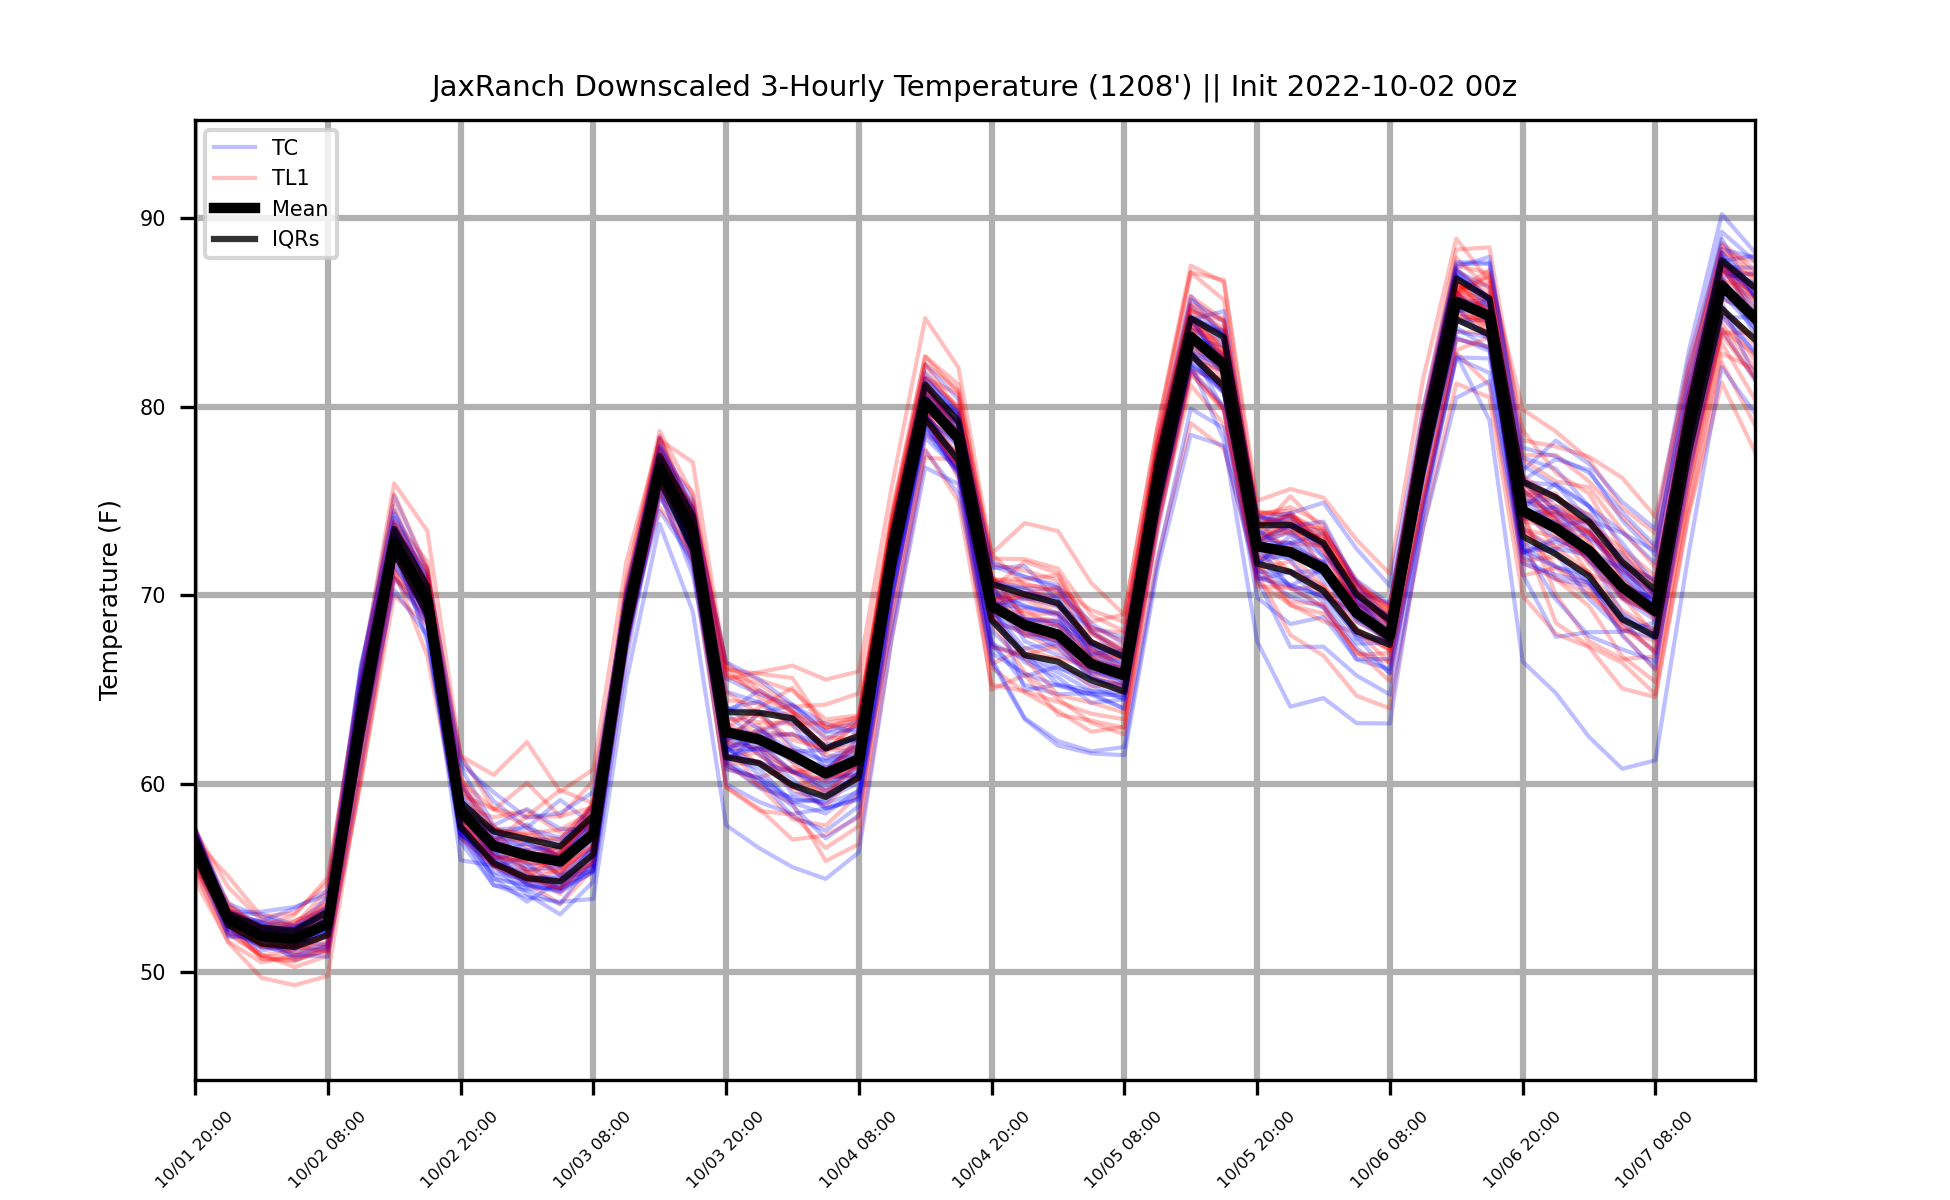 JaxRanch Downscaled 3-Hourly Temperature (1208') || Init 2022-10-02 00z
TC
TL1
Mean
IQRs
Temperature (F)
90
80
70
60
50
10/01 20:00
10/02 08:00
10/02 20:00
10/03 08:00
10/03 20:00
10/04 08:00
10/04 20:00
10/05 08:00
10/05 20:00
10/06 08:00
10/06 20:00
10/07 08:00